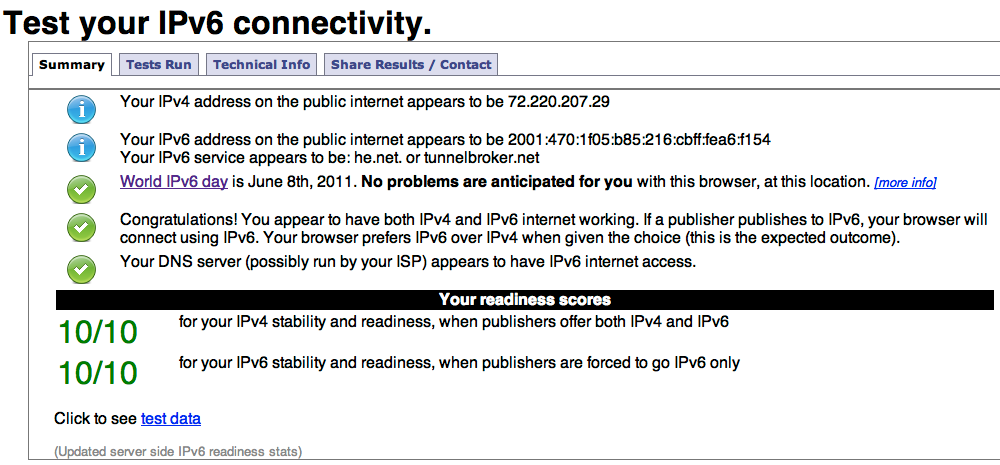 Test your IPv6 connectivity.
Summary Tests Run Technical Info Share Results / Contact
Your IPv4 address on the public internet appears to be 72.220.207.29
Your IPv6 address on the public internet appears to be 2001:470:1f05:b85:216:cbff:fea6:f154
Your IPv6 service appears to be: he.net. or tunnelbroker.net
World IPv6 day is June 8th, 2011. No problems are anticipated for you with this browser, at this location. [more info]
Congratulations! You appear to have both IPv4 and IPv6 internet working. If a publisher publishes to IPv6, your browser will
connect using IPv6. Your browser prefers IPv6 over IPv4 when given the choice (this is the expected outcome).
Your DNS server (possibly run by your ISP) appears to have IPv6 internet access.
Your readiness scores
10/10 for your IPv4 stability and readiness, when publishers offer both IPv4 and IPv6
10/10 for your IPv6 stability and readiness, when publishers are forced to go IPv6 only
Click to see test data
(Updated server side IPv6 readiness stats)